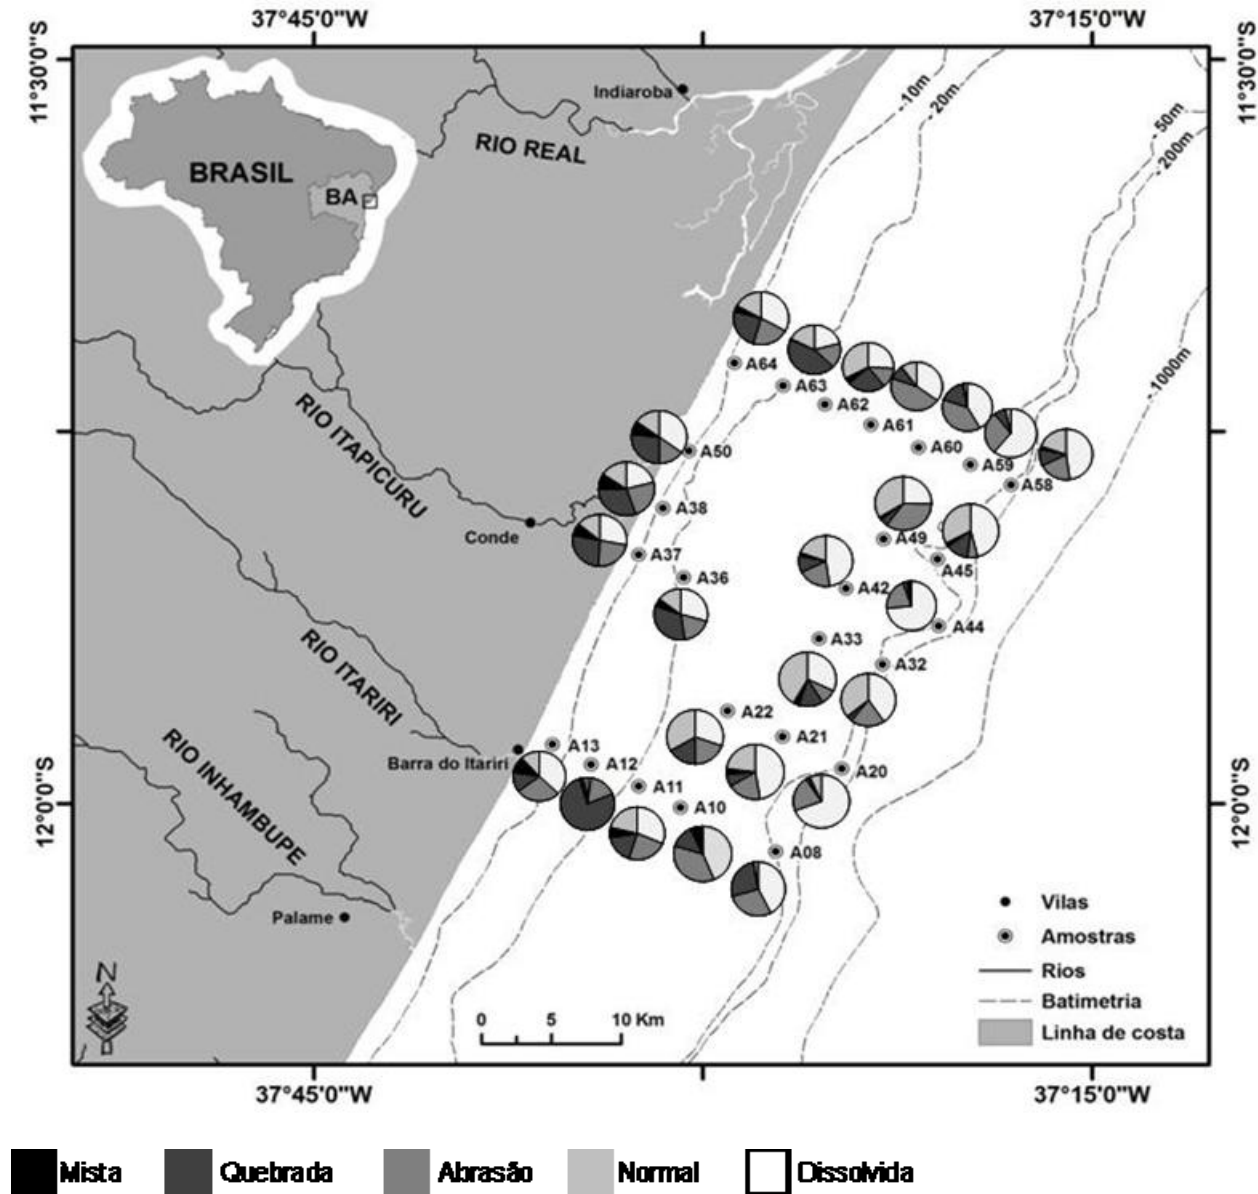 37°45'0"W
37°15'0"W
11°30'0"S
11°30'0"S
Indiaroba
-10m
-20m
-50m
-200m
RIO REAL
BRASIL
BA
-1000m
A64
A63
A62
A61
A60
A59
A58
RIO ITAPICURU
A50
A38
Conde
A37
A36
A49
A45
A42
A44
A33
A32
RIO ITARIRI
A22
A21
A20
A13
A12
A11
A10
A08
Barra do Itariri
RIO INHAMBUPE
12°0'0"S
12°0'0"S
Palame
N
0 5 10 Km
Vilas
Amostras
Rios
Batimetria
Linha de costa
37°45'0"W
37°15'0"W
Mista Quebrada Abrasão Normal Dissolvida